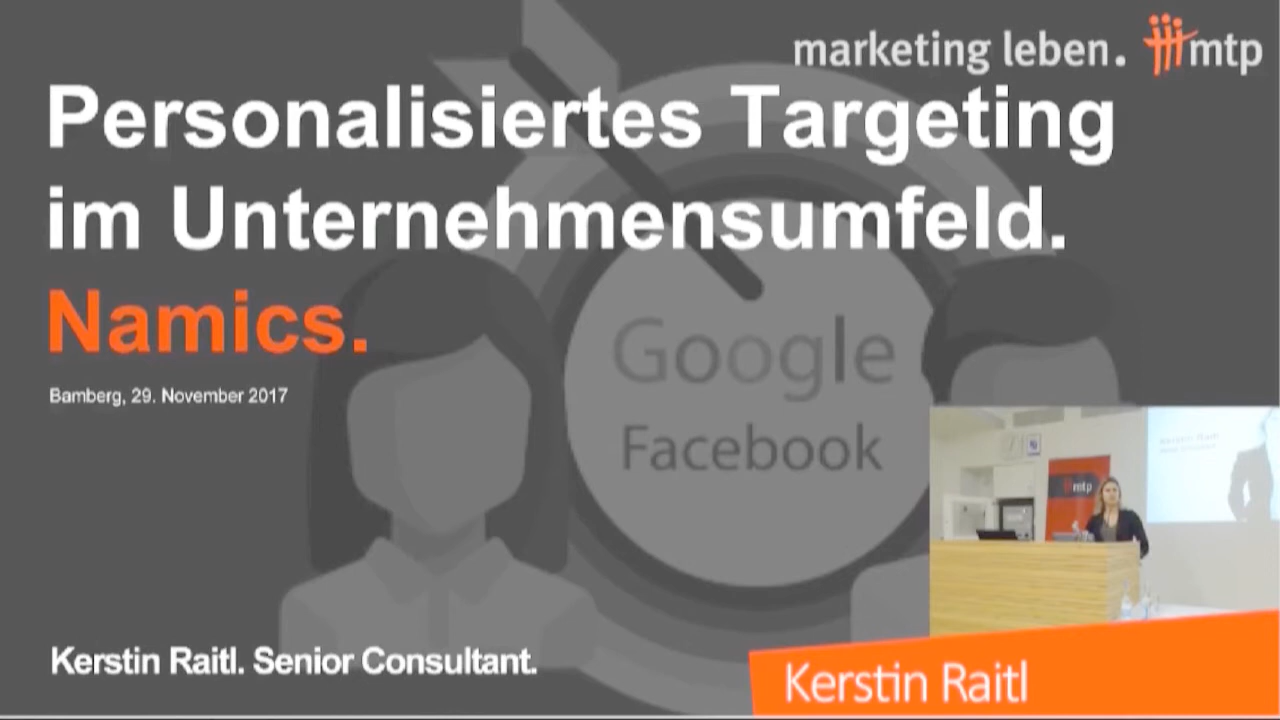 marketing leben. mtp
Personalisiertes Targeting
im Unternehmensumfeld.
Namics.
Bamberg, 29. November 2017
Google
Facebook
mtp
Kerstin Raitl. Senior Consultant.
Kerstin Raitl